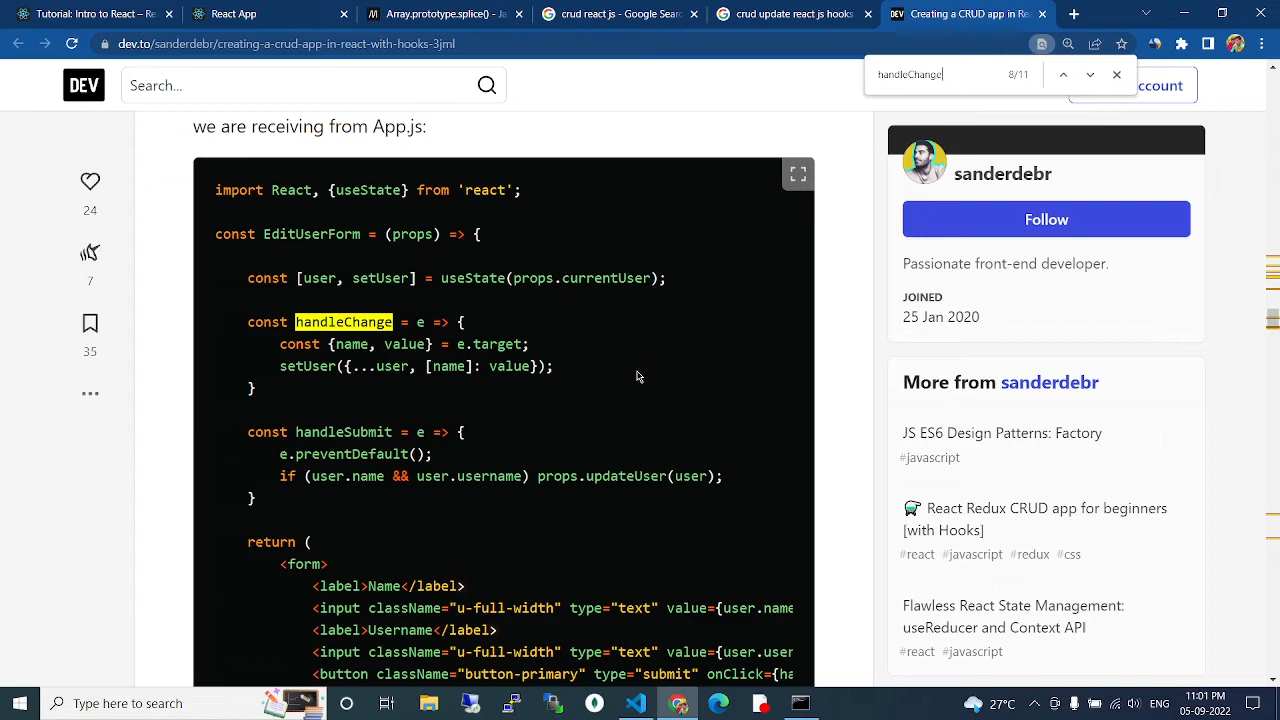 Tutorial: Intro to React – Rea
React App
Array.prototype.splice() - Ja
crud react js - Google Search
crud update react js hooks
Creating a CRUD app in Rea
dev.to/sanderdebr/creating-a-crud-app-in-react-with-hooks-3jml
handleChange 8/11
DEV
Search...
ccount
we are receiving from App.js:
24
7
35
import React, {useState} from 'react';
const EditUserForm = (props) => {
const [user, setUser] = useState(props.currentUser);
const handleChange = e => {
const {name, value} = e.target;
setUser({...user, [name]: value});
}
const handleSubmit = e => {
e.preventDefault();
if (user.name && user.username) props.updateUser(user);
}
return (
<form>
<label>Name</label>
<input className="u-full-width" type="text" value={user.name
<label>Username</label>
<input className="u-full-width" type="text" value={user.user
<button className="button-primary" type="submit" onClick={ha
sanderdebr
Follow
Passionate front-end developer.
JOINED
25 Jan 2020
More from sanderdebr
JS ES6 Design Patterns: Factory
#javascript
React Redux CRUD app for beginners
[with Hooks]
#react #javascript #redux #css
Flawless React State Management:
useReducer and Context API
#react #javascript
Type here to search
ENG
11:01 PM
05-09-2022